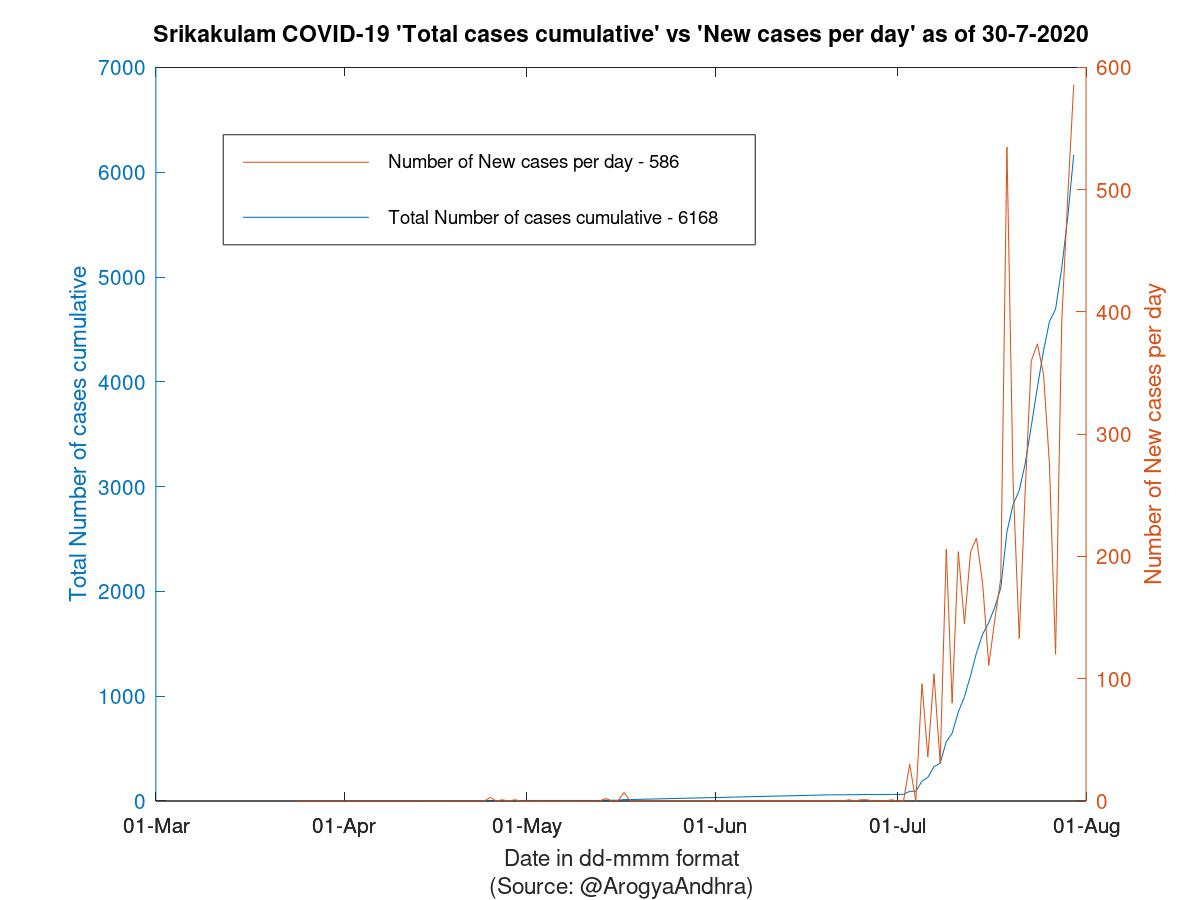 Srikakulam COVID-19 'Total cases cumulative' vs 'New cases per day' as of 30-7-2020
7000
6000
5000
4000
3000
2000
1000
0
Total Number of cases cumulative
Number of New cases per day - 586
Total Number of cases cumulative - 6168
600
500
400
300
200
100
0
Number of New cases per day
01-Mar
01-Apr
01-May
01-Jun
01-Jul
01-Aug
Date in dd-mmm format
(Source: @ArogyaAndhra)